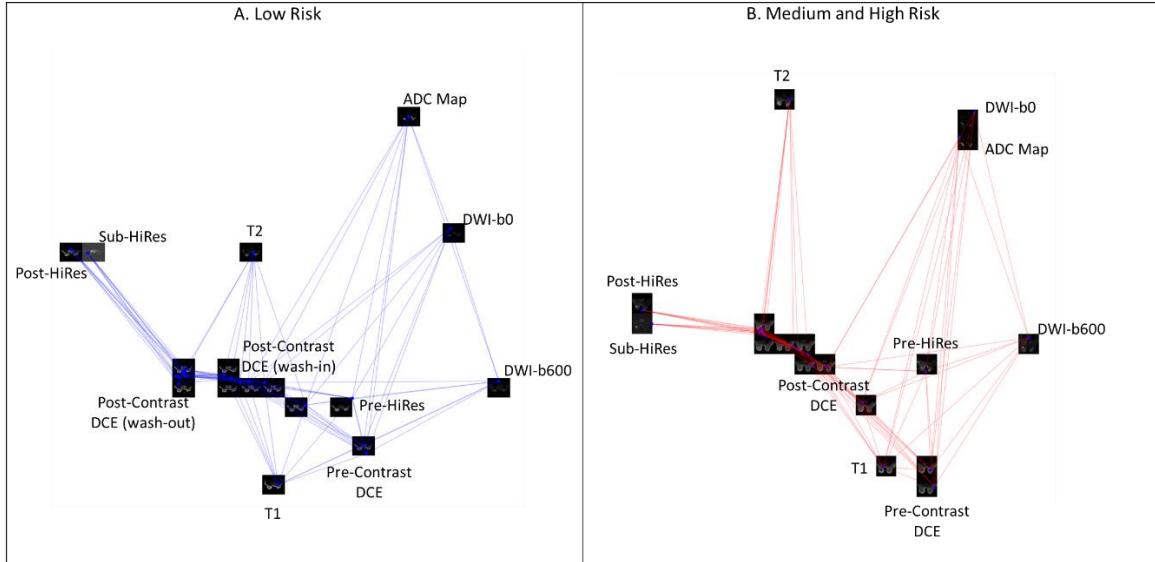 A. Low Risk
ADC Map
DWI-b0
T2
Sub-HiRes
Post-HiRes
Post-Contrast
DCE (wash-in)
DWI-b600
Post-Contrast
DCE (wash-out)
Pre-HiRes
Pre-Contrast
DCE
T1
B. Medium and High Risk
T2
DWI-b0
ADC Map
Post-HiRes
Sub-HiRes
DWI-b600
Pre-HiRes
Post-Contrast
DCE
T1
Pre-Contrast
DCE